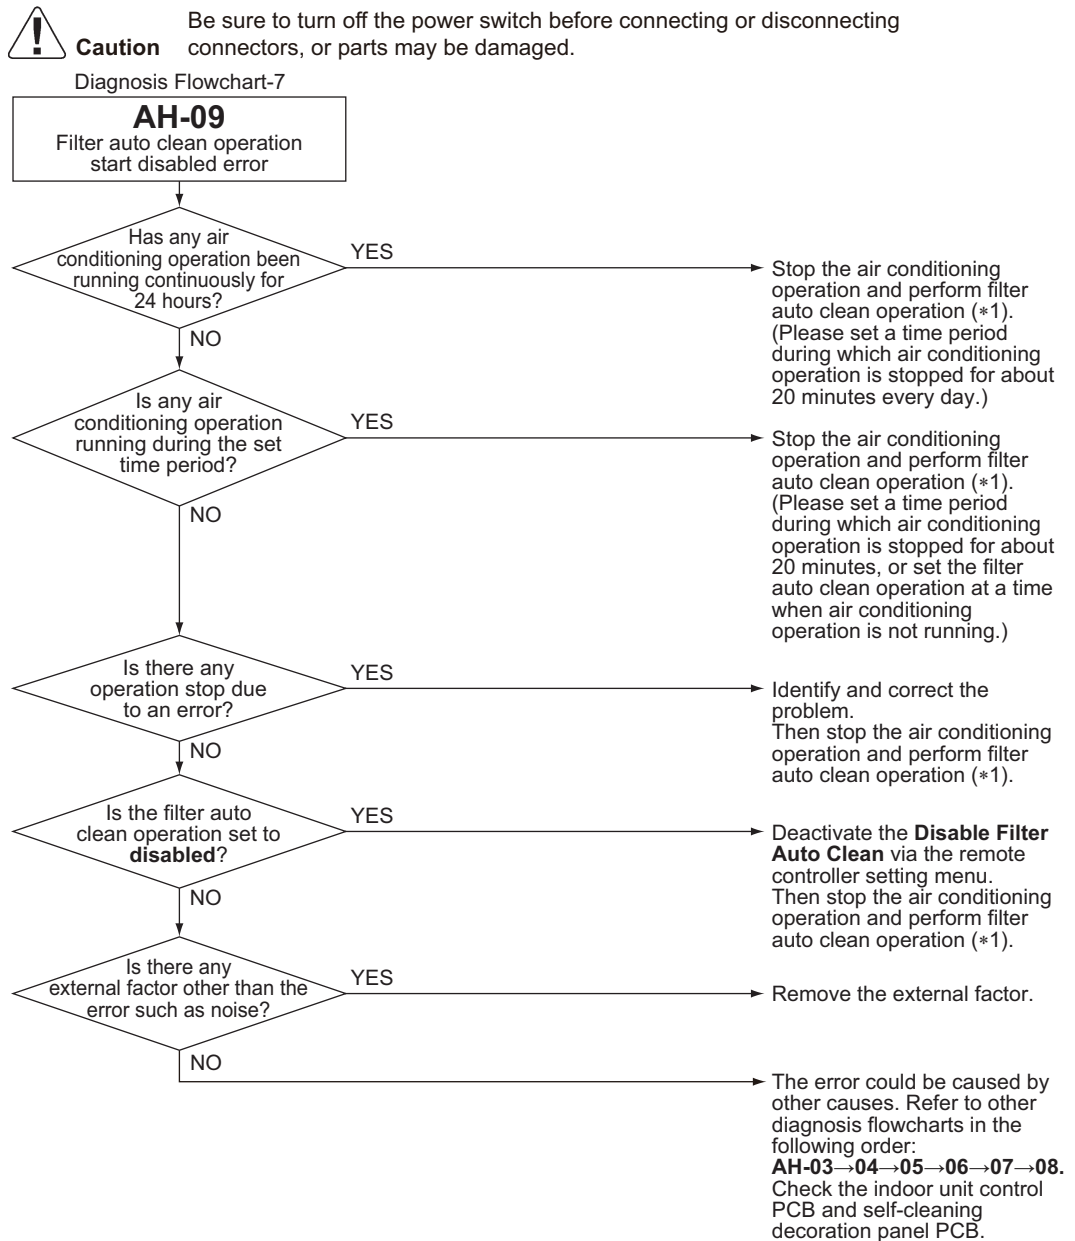 Be sure to turn off the power switch before connecting or disconnecting
Caution connectors, or parts may be damaged.
Diagnosis Flowchart-7
AH-09
Filter auto clean operation
start disabled error
Has any air
conditioning operation been
running continuously for
24 hours?
YES
Stop the air conditioning
operation and perform filter
auto clean operation (*1).
(Please set a time period
during which air conditioning
operation is stopped for about
20 minutes every day.)
NO
Is any air
conditioning operation
running during the set
time period?
YES
Stop the air conditioning
operation and perform filter
auto clean operation (*1).
(Please set a time period
during which air conditioning
operation is stopped for about
20 minutes, or set the filter
auto clean operation at a time
when air conditioning
operation is not running.)
NO
Is there any
operation stop due
to an error?
YES
Identify and correct the
problem.
Then stop the air conditioning
operation and perform filter
auto clean operation (*1).
NO
Is the filter auto
clean operation set to
disabled?
YES
Deactivate the Disable Filter
Auto Clean via the remote
controller setting menu.
Then stop the air conditioning
operation and perform filter
auto clean operation (*1).
NO
Is there any
external factor other than the
error such as noise?
YES
Remove the external factor.
NO
The error could be caused by
other causes. Refer to other
diagnosis flowcharts in the
following order:
AH-03→04→05→06→07→08.
Check the indoor unit control
PCB and self-cleaning
decoration panel PCB.